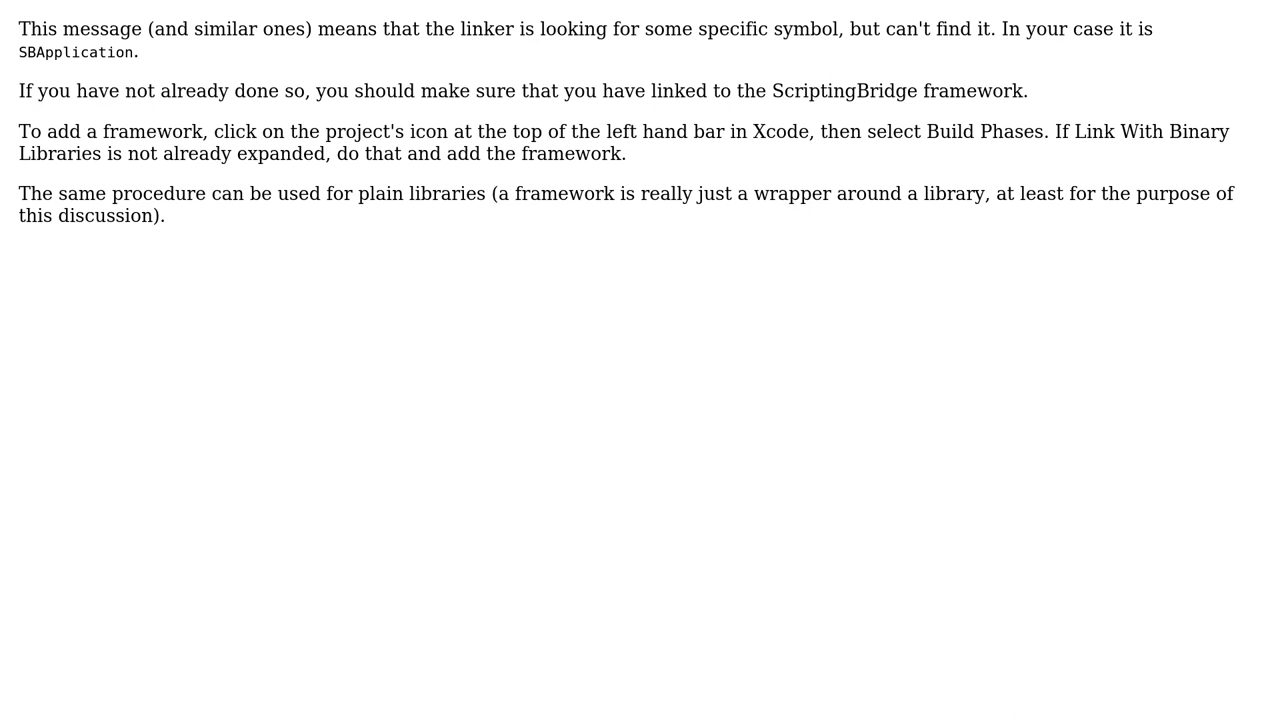 This message (and similar ones) means that the linker is looking for some specific symbol, but can't find it. In your case it is
SBApplication.
If you have not already done so, you should make sure that you have linked to the ScriptingBridge framework.
To add a framework, click on the project's icon at the top of the left hand bar in Xcode, then select Build Phases. If Link With Binary
Libraries is not already expanded, do that and add the framework.
The same procedure can be used for plain libraries (a framework is really just a wrapper around a library, at least for the purpose of
this discussion).